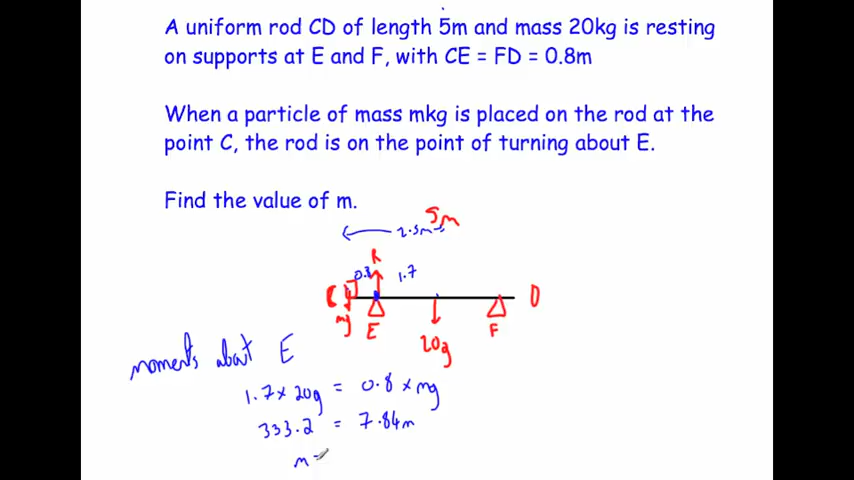 A uniform rod CD of length 5m and mass 20kg is resting
on supports at E and F, with CE = FD = 0.8m
When a particle of mass mkg is placed on the rod at the
point C, the rod is on the point of turning about E.
Find the value of m.
5m
2.5m
R
0.8 1.7
C D
mg E F
20g
moments about E
1.7 × 20g = 0.8 × mg
333.2 = 7.84m
m =